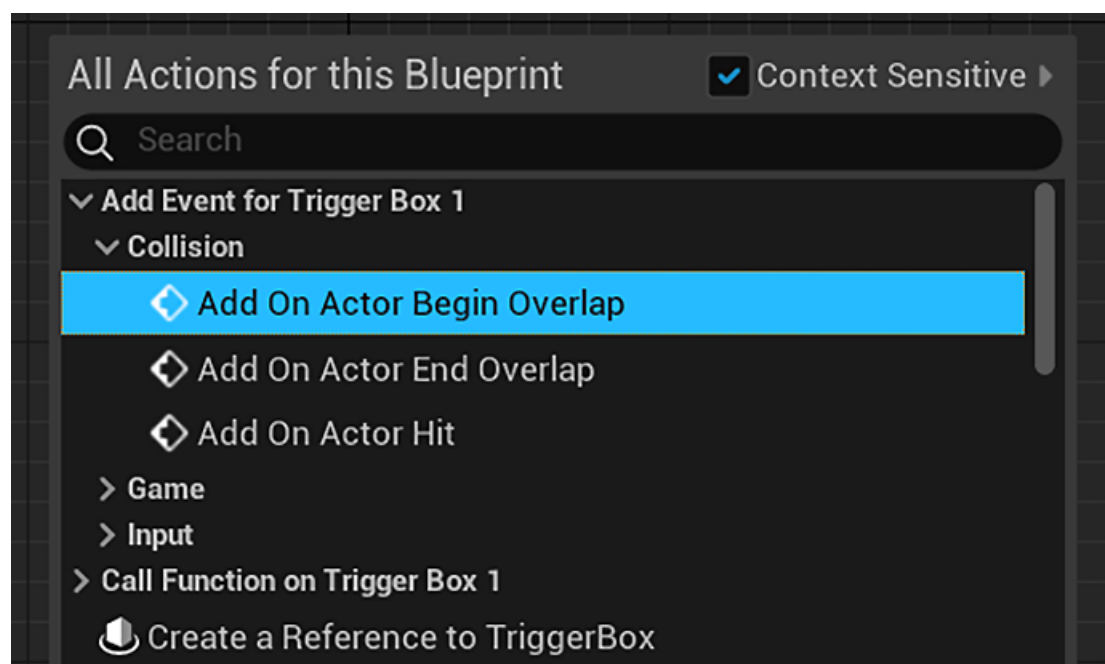 All Actions for this Blueprint Context Sensitive
Search
Add Event for Trigger Box 1
Collision
Add On Actor Begin Overlap
Add On Actor End Overlap
Add On Actor Hit
Game
Input
Call Function on Trigger Box 1
Create a Reference to TriggerBox